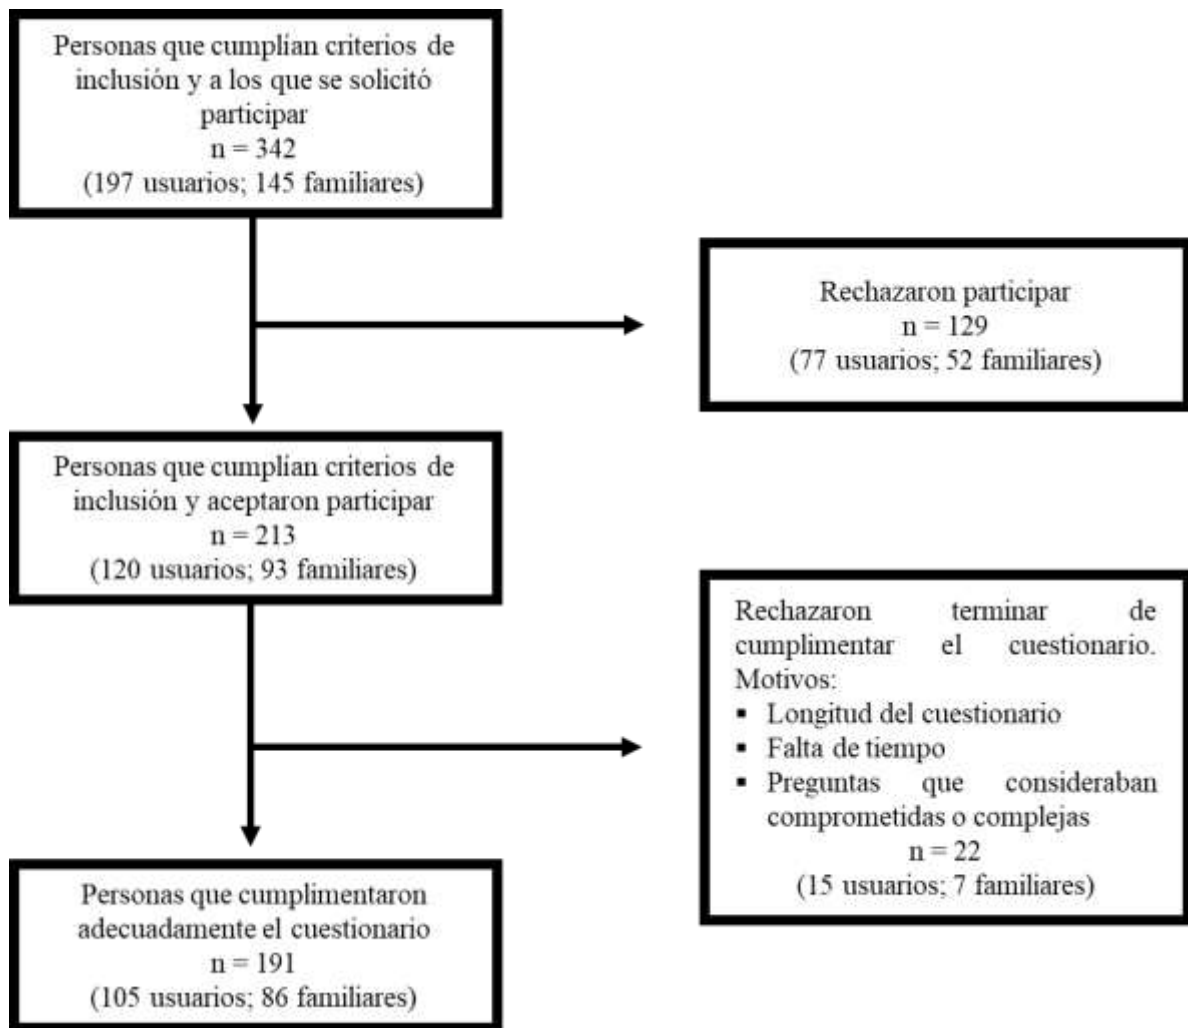 Personas que cumplían criterios de
inclusión y a los que se solicitó
participar
n = 342
(197 usuarios; 145 familiares)
Rechazaron participar
n = 129
(77 usuarios; 52 familiares)
Personas que cumplían criterios de
inclusión y aceptaron participar
n = 213
(120 usuarios; 93 familiares)
Rechazaron terminar de
cumplimentar el cuestionario.
Motivos:
▪ Longitud del cuestionario
▪ Falta de tiempo
▪ Preguntas que consideraban
comprometidas o complejas
n = 22
(15 usuarios; 7 familiares)
Personas que cumplimentaron
adecuadamente el cuestionario
n = 191
(105 usuarios; 86 familiares)